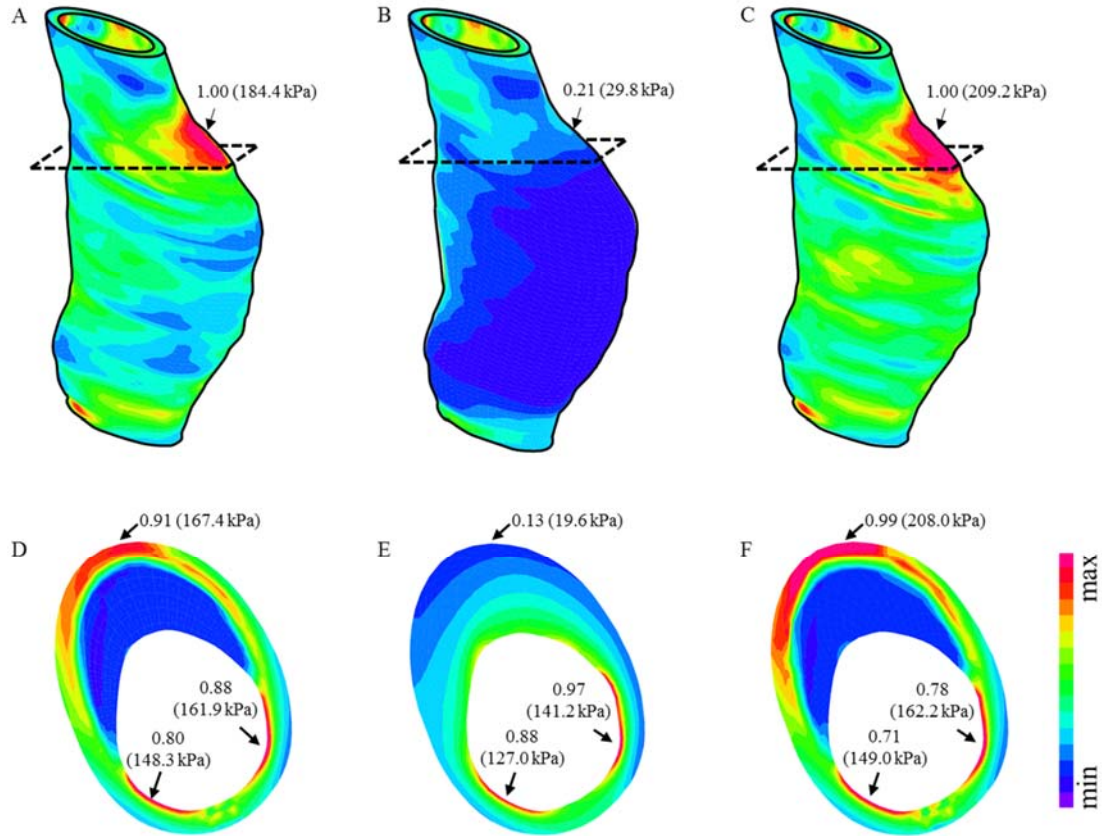 A
B
C
1.00 (184.4 kPa)
0.21 (29.8 kPa)
1.00 (209.2 kPa)
D
0.91 (167.4 kPa)
0.88
(161.9 kPa)
0.80
(148.3 kPa)
E
0.13 (19.6 kPa)
0.97
(141.2 kPa)
0.88
(127.0 kPa)
F
0.99 (208.0 kPa)
0.78
(162.2 kPa)
0.71
(149.0 kPa)
max
min